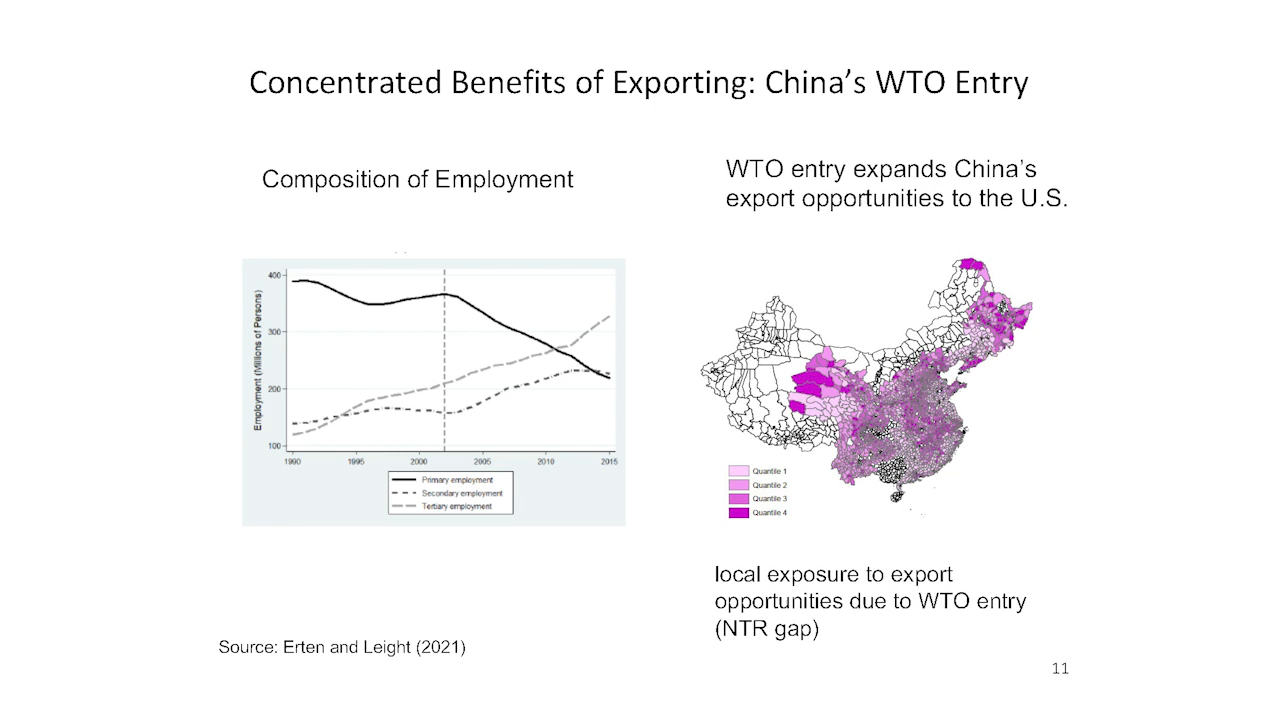 Concentrated Benefits of Exporting: China’s WTO Entry
Composition of Employment
WTO entry expands China’s
export opportunities to the U.S.
Employment (Millions of Persons)
400
300
200
100
1990
1995
2000
2005
2010
2015
Primary employment
Secondary employment
Tertiary employment
Quantile 1
Quantile 2
Quantile 3
Quantile 4
local exposure to export
opportunities due to WTO entry
(NTR gap)
Source: Erten and Leight (2021)
11